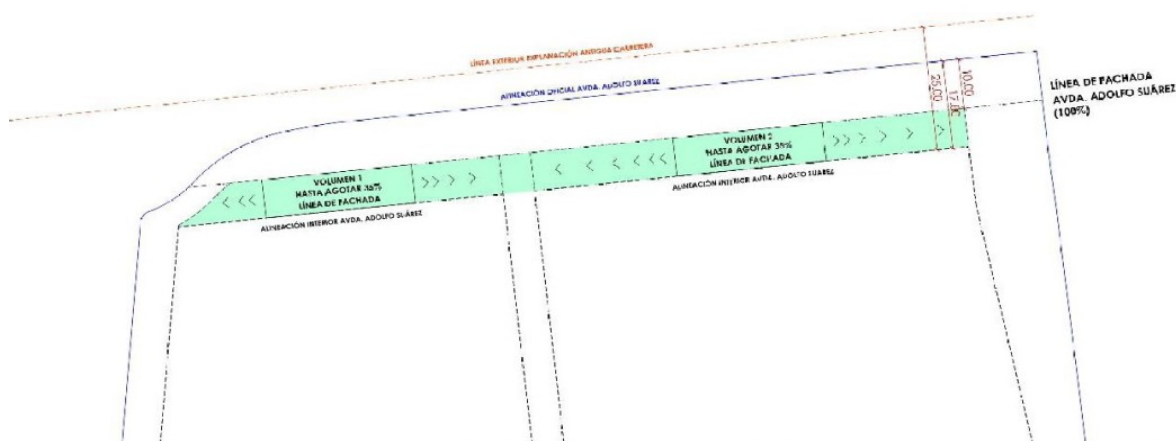 LÍNEA EXTERIOR EXPLANACIÓN ANTIGUA CARRETERA
ALINEACIÓN OFICIAL AVDA. ADOLFO SUÁREZ
LÍNEA DE FACHADA
AVDA. ADOLFO SUÁREZ
(100%)
10,00
17,00
25,00
VOLUMEN 2
HASTA AGOTAR 35%
LÍNEA DE FACHADA
ALINEACIÓN INTERIOR AVDA. ADOLFO SUÁREZ
VOLUMEN 1
HASTA AGOTAR 35%
LÍNEA DE FACHADA
ALINEACIÓN INTERIOR AVDA. ADOLFO SUÁREZ